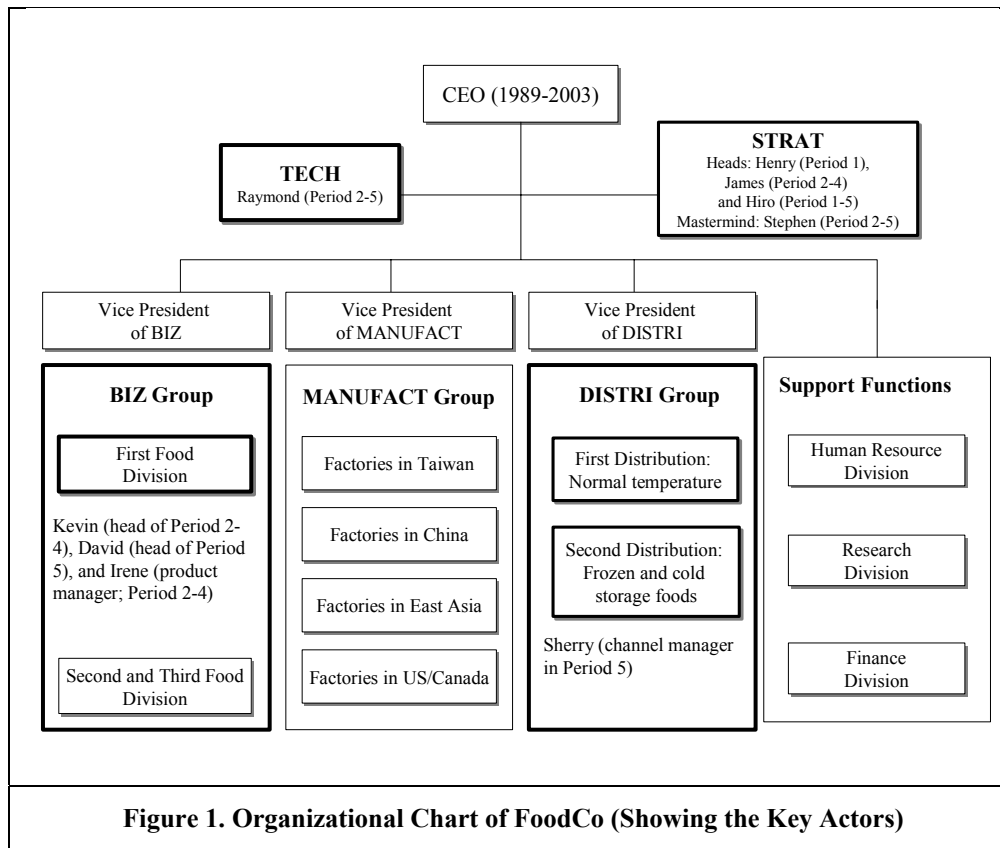 CEO (1989-2003)
TECH
Raymond (Period 2-5)
STRAT
Heads: Henry (Period 1),
James (Period 2-4)
and Hiro (Period 1-5)
Mastermind: Stephen (Period 2-5)
Vice President
of BIZ
Vice President
of MANUFACT
Vice President
of DISTRI
BIZ Group
First Food
Division
Kevin (head of Period 2-
4), David (head of Period
5), and Irene (product
manager; Period 2-4)
Second and Third Food
Division
MANUFACT Group
Factories in Taiwan
Factories in China
Factories in East Asia
Factories in US/Canada
DISTRI Group
First Distribution:
Normal temperature
Second Distribution:
Frozen and cold
storage foods
Sherry (channel manager
in Period 5)
Support Functions
Human Resource
Division
Research
Division
Finance
Division
Figure 1. Organizational Chart of FoodCo (Showing the Key Actors)